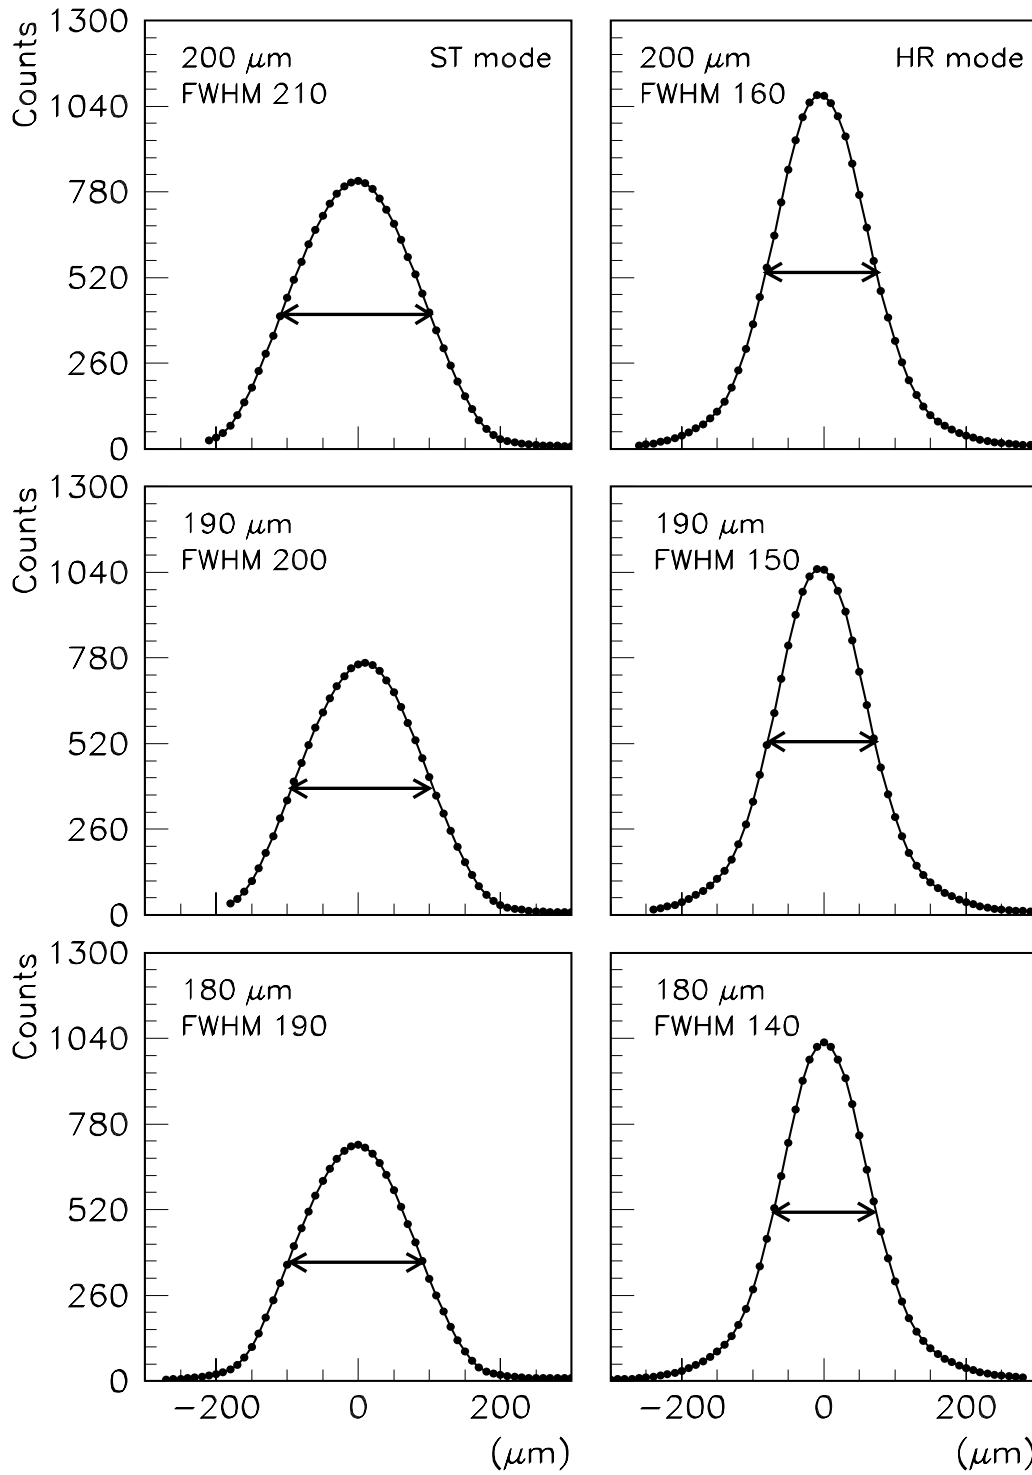 Counts
1300
1040
780
520
260
0
200 μm
FWHM 210
ST mode
200 μm
FWHM 160
HR mode
Counts
1300
1040
780
520
260
0
190 μm
FWHM 200
190 μm
FWHM 150
Counts
1300
1040
780
520
260
0
180 μm
FWHM 190
180 μm
FWHM 140
−200 0 200
(μm)
−200 0 200
(μm)